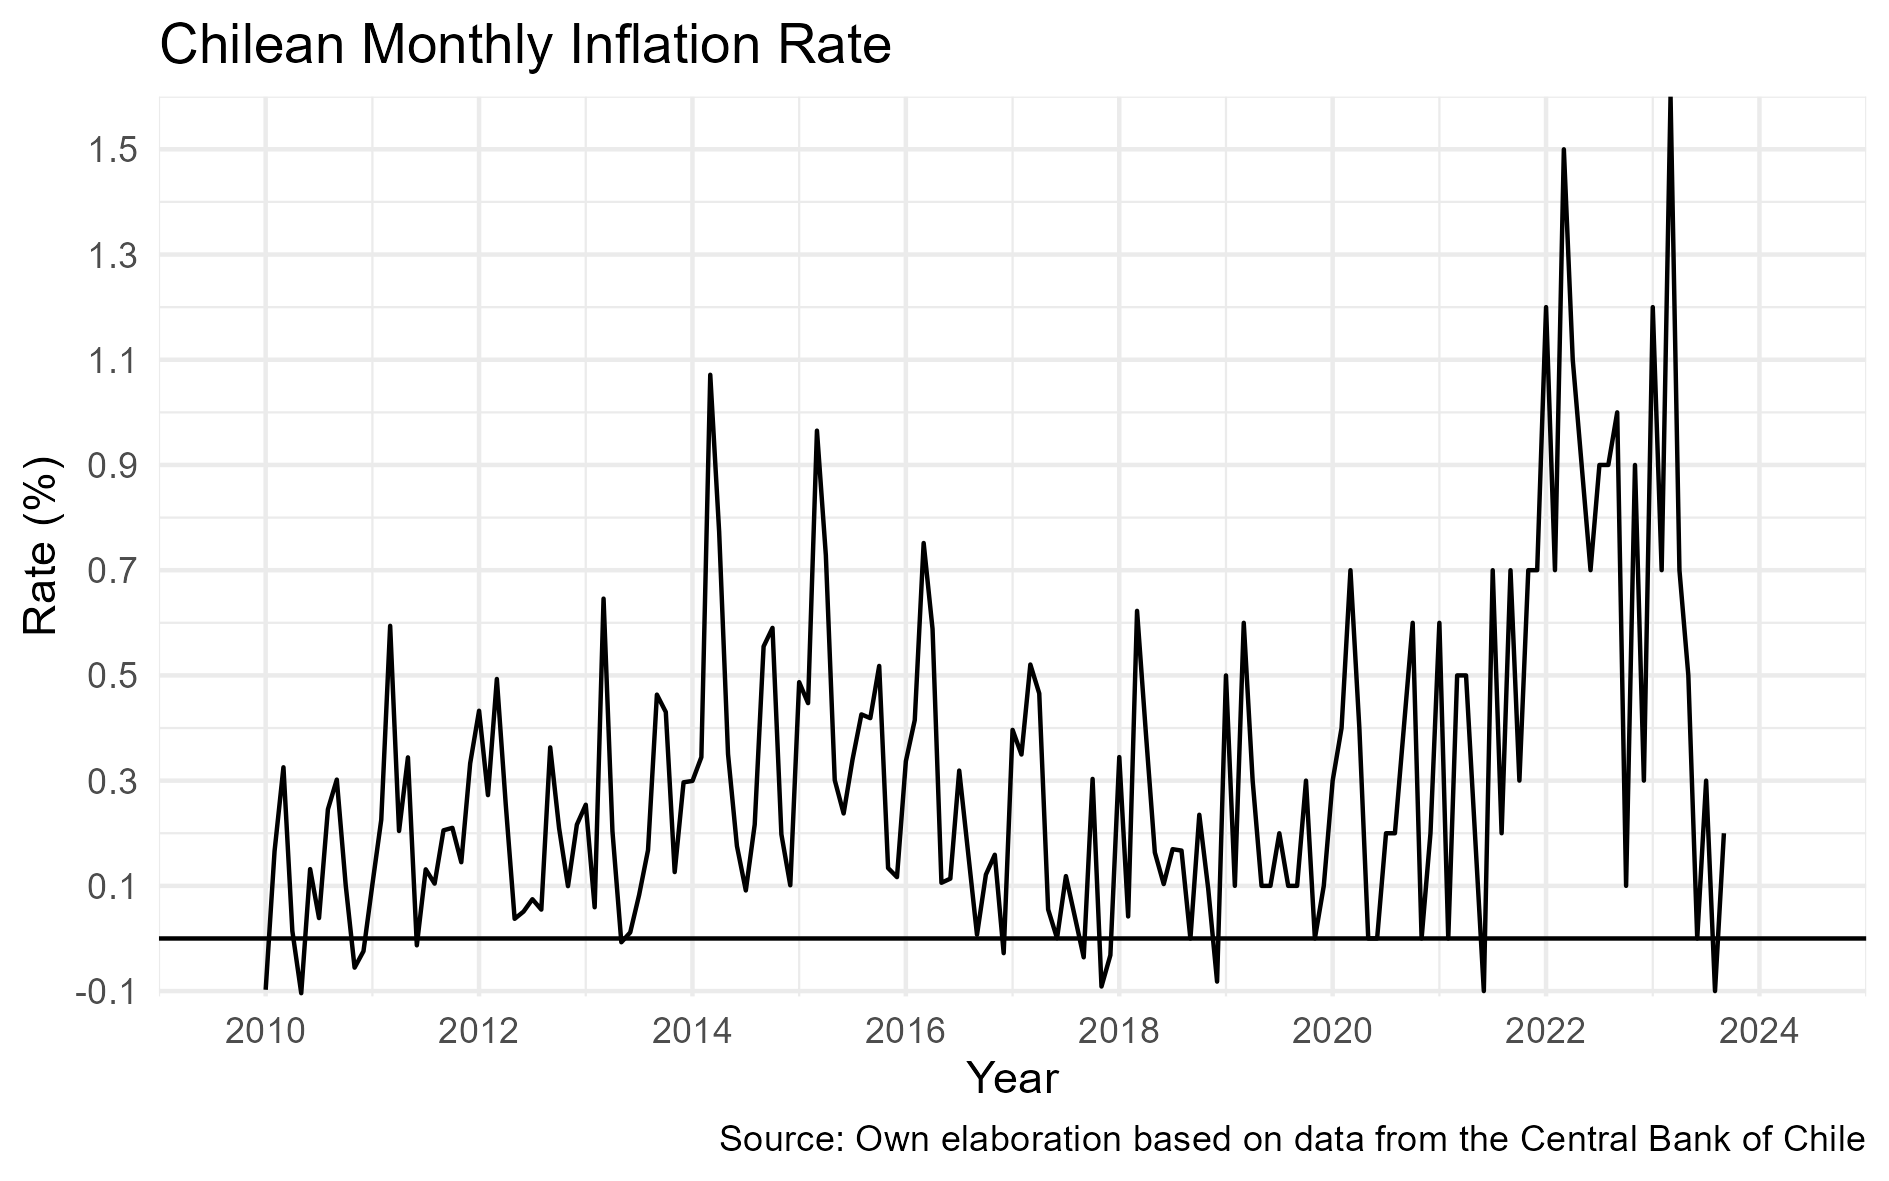 Chilean Monthly Inflation Rate
1.5
1.3
1.1
0.9
0.7
0.5
0.3
0.1
-0.1
Rate (%)
2010 2012 2014 2016 2018 2020 2022 2024
Year
Source: Own elaboration based on data from the Central Bank of Chile